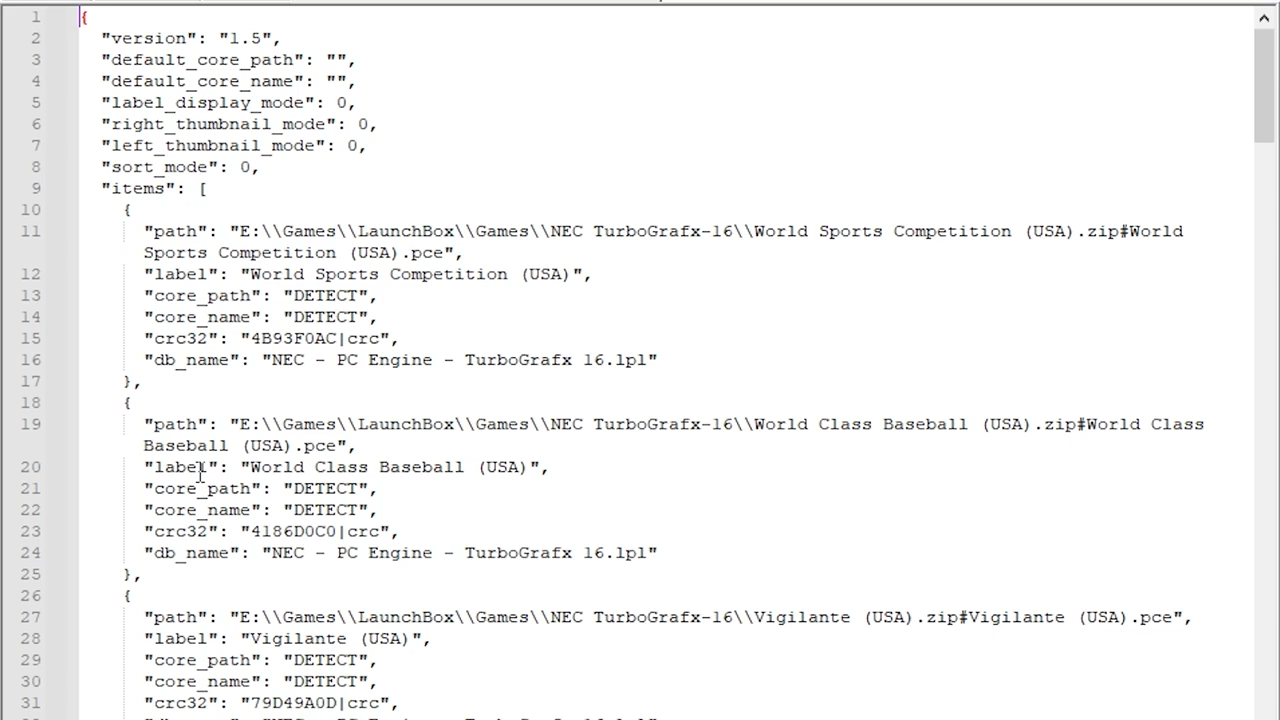 1 {
2 "version": "1.5",
3 "default_core_path": "",
4 "default_core_name": "",
5 "label_display_mode": 0,
6 "right_thumbnail_mode": 0,
7 "left_thumbnail_mode": 0,
8 "sort_mode": 0,
9 "items": [
10 {
11 "path": "E:\\Games\\LaunchBox\\Games\\NEC TurboGrafx-16\\World Sports Competition (USA).zip#World
Sports Competition (USA).pce",
12 "label": "World Sports Competition (USA)",
13 "core_path": "DETECT",
14 "core_name": "DETECT",
15 "crc32": "4B93F0AC|crc",
16 "db_name": "NEC - PC Engine - TurboGrafx 16.lpl"
17 },
18 {
19 "path": "E:\\Games\\LaunchBox\\Games\\NEC TurboGrafx-16\\World Class Baseball (USA).zip#World Class
Baseball (USA).pce",
20 "label": "World Class Baseball (USA)",
21 "core_path": "DETECT",
22 "core_name": "DETECT",
23 "crc32": "4186D0C0|crc",
24 "db_name": "NEC - PC Engine - TurboGrafx 16.lpl"
25 },
26 {
27 "path": "E:\\Games\\LaunchBox\\Games\\NEC TurboGrafx-16\\Vigilante (USA).zip#Vigilante (USA).pce",
28 "label": "Vigilante (USA)",
29 "core_path": "DETECT",
30 "core_name": "DETECT",
31 "crc32": "79D49A0D|crc",